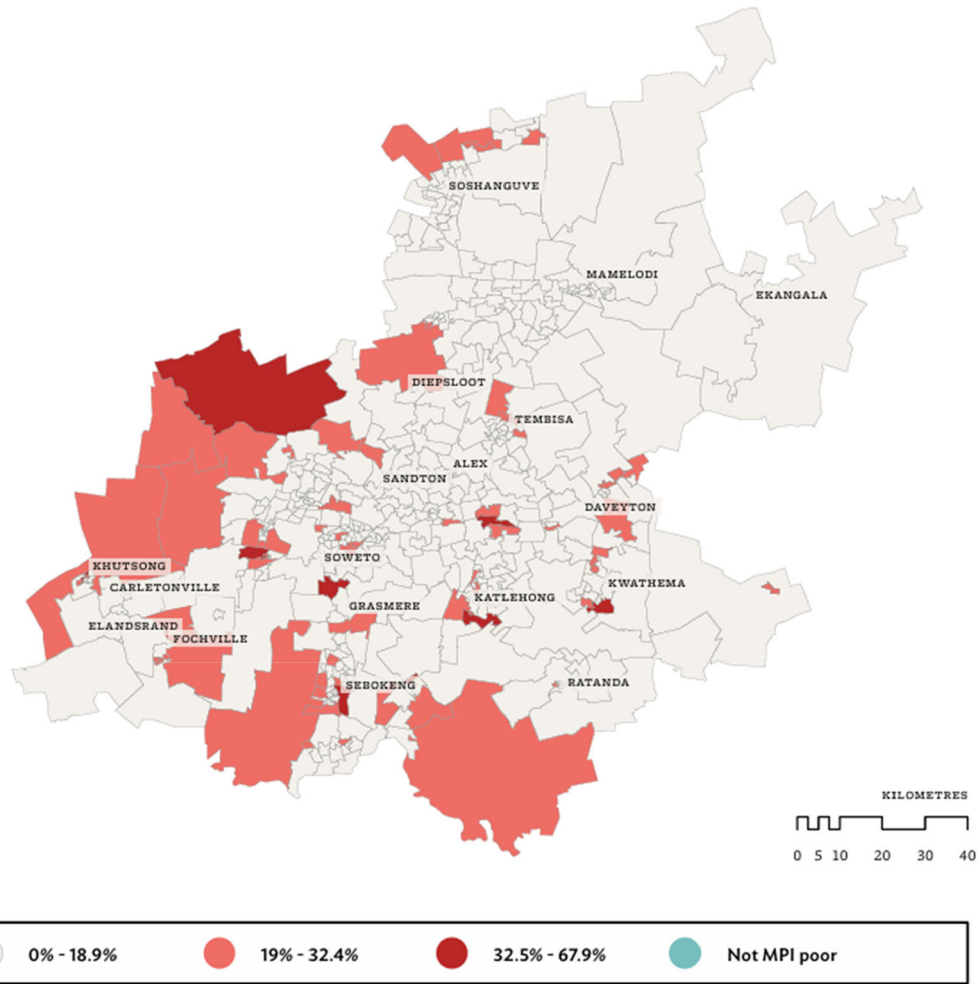 SOSHANGUVE
MAMELODI
EKANGALA
DIEPSLOOT
TEMBISA
ALEX
SANDTON
DAVEYTON
SOWETO
KHUTSONG
CARLETONVILLE
KWATHEMA
KATLEHONG
GRASMERE
ELANDSRAND
FOCHVILLE
SEBOKENG
RATANDA
KILOMETRES
0 5 10 20 30 40
0% - 18.9% 19% - 32.4% 32.5% - 67.9% Not MPI poor